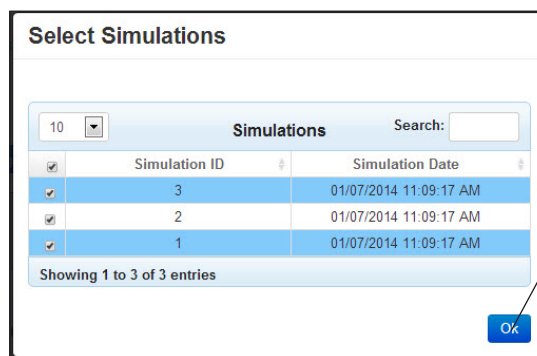 Select Simulations
10 Simulations Search:
Simulation ID Simulation Date
3 01/07/2014 11:09:17 AM
2 01/07/2014 11:09:17 AM
1 01/07/2014 11:09:17 AM
Showing 1 to 3 of 3 entries
Ok